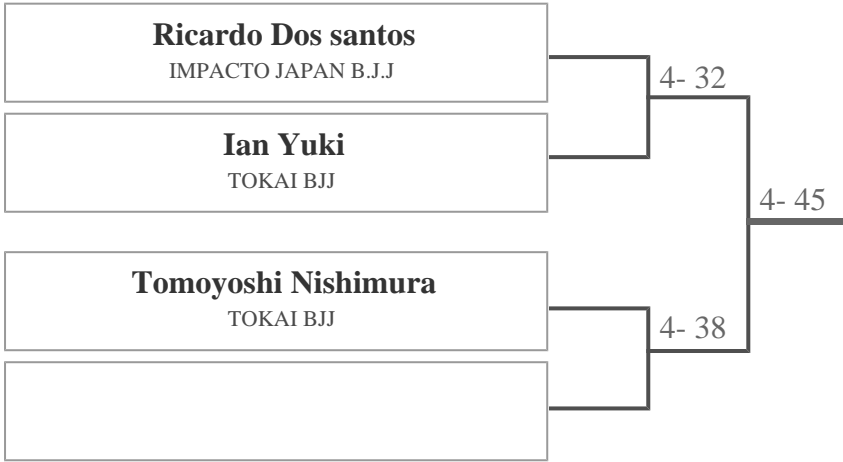 Ricardo Dos santos
IMPACTO JAPAN B.J.J
4- 32
Ian Yuki
TOKAI BJJ
4- 45
Tomoyoshi Nishimura
TOKAI BJJ
4- 38